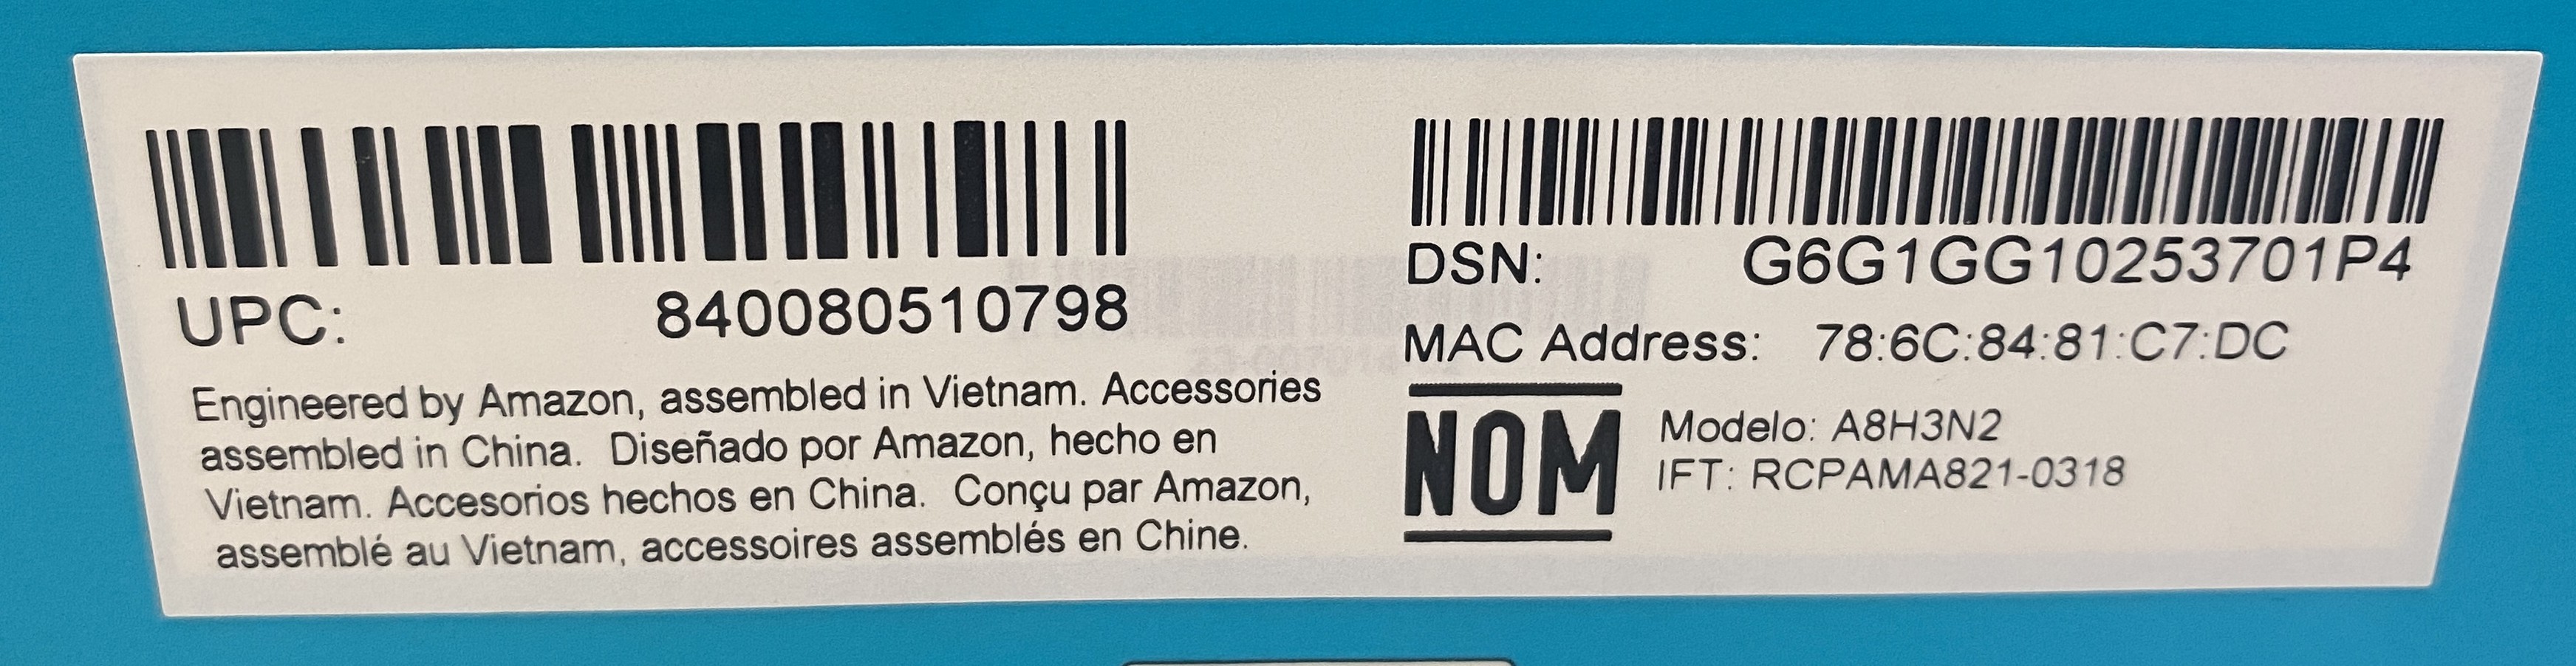 UPC: 840080510798
Engineered by Amazon, assembled in Vietnam. Accessories
assembled in China. Diseñado por Amazon, hecho en
Vietnam. Accesorios hechos en China. Conçu par Amazon,
assemblé au Vietnam, accessoires assemblés en Chine.
DSN: G6G1GG10253701P4
MAC Address: 78:6C:84:81:C7:DC
NOM
Modelo: A8H3N2
IFT: RCPAMA821-0318